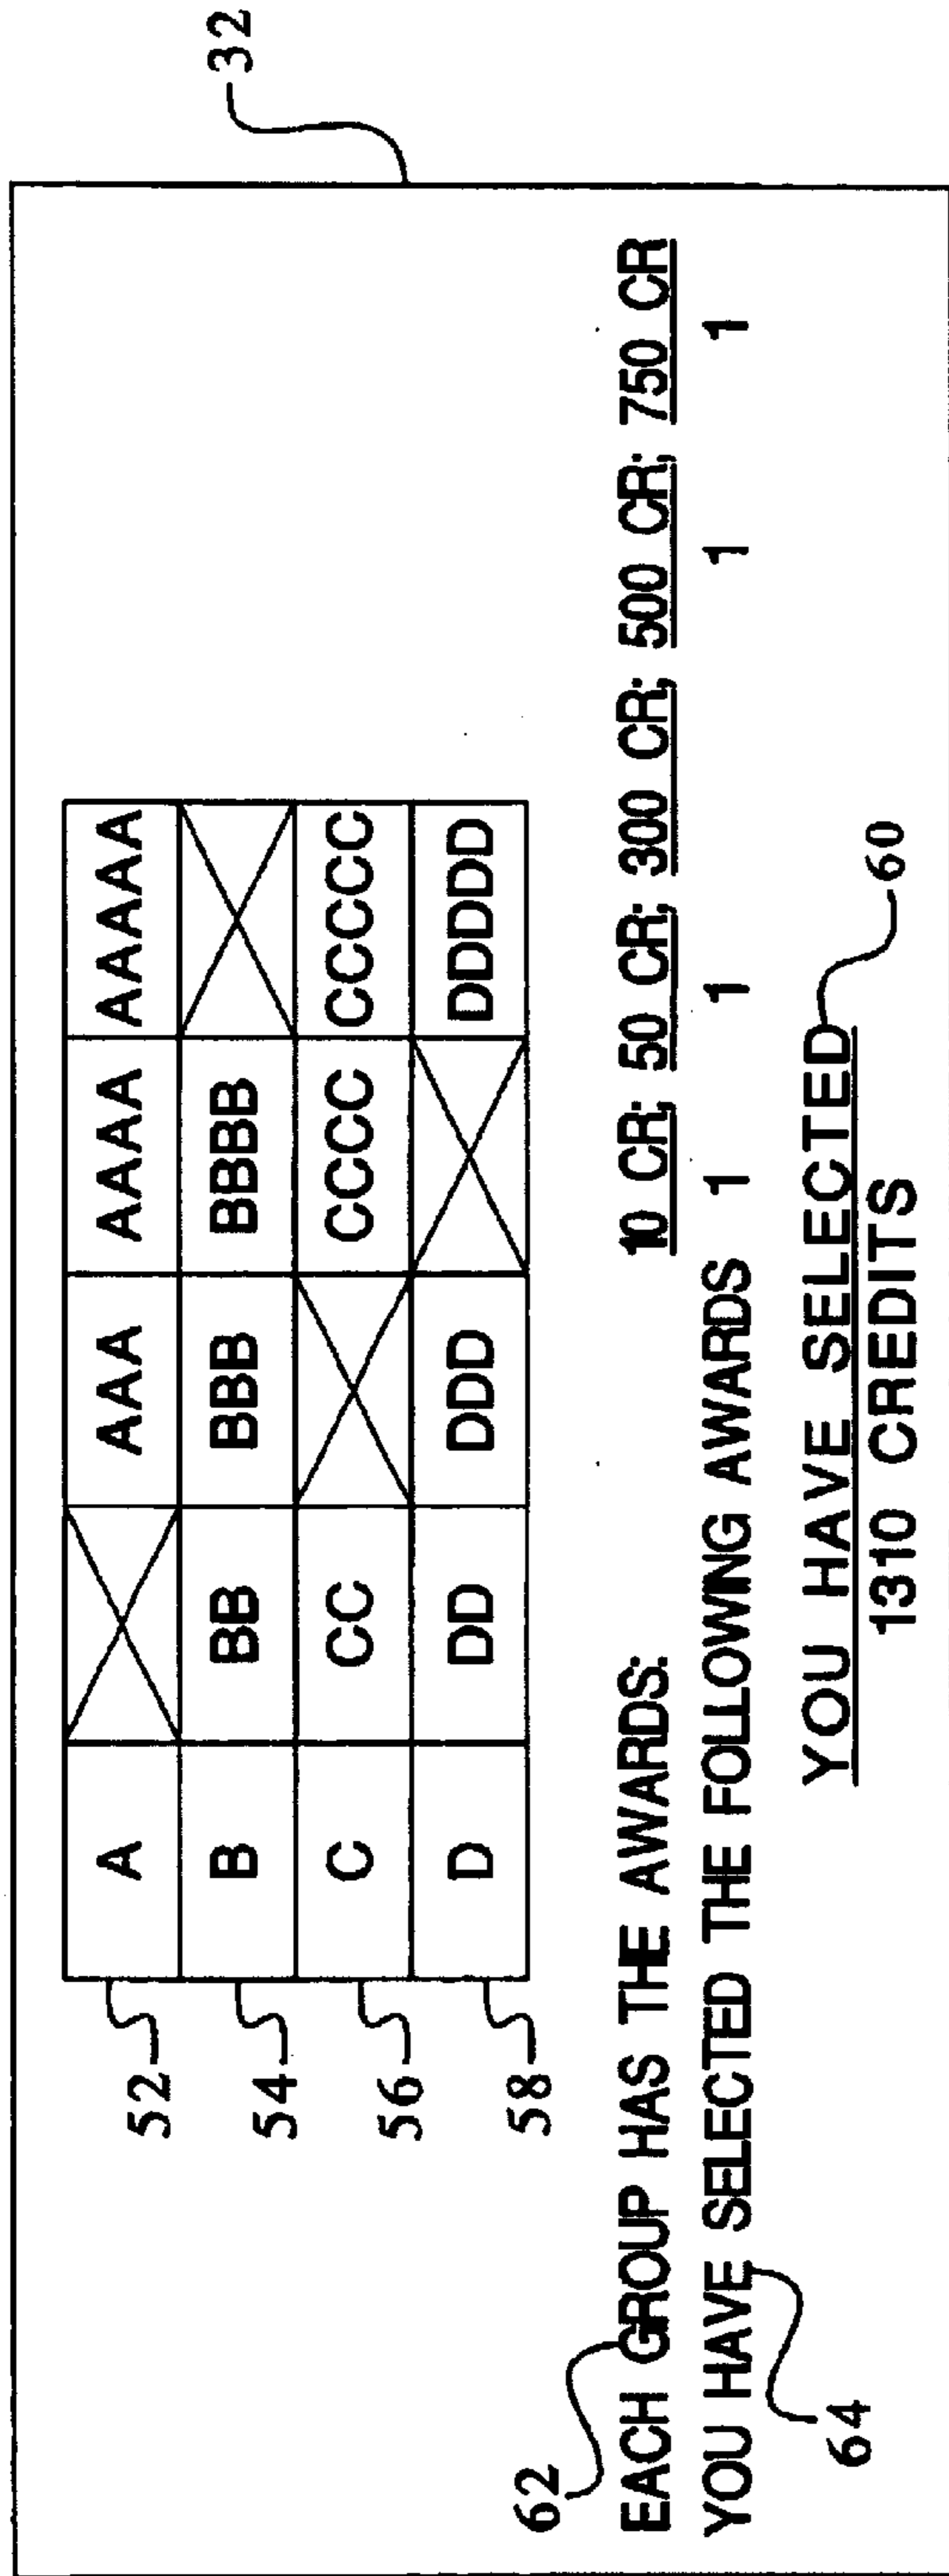 32
52 A AAA AAAA AAAAA
54 B BB BBB BBBB
56 C CC CCCC CCCCC
58 D DD DDD DDDDD
62
EACH GROUP HAS THE AWARDS: 10 CR; 50 CR; 300 CR; 500 CR; 750 CR
YOU HAVE SELECTED THE FOLLOWING AWARDS 1 1 1 1
64
YOU HAVE SELECTED 60
1310 CREDITS